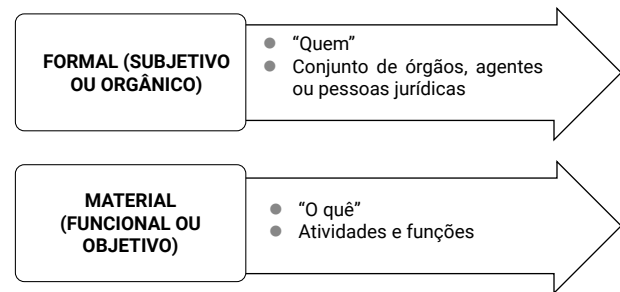 FORMAL (SUBJETIVO
OU ORGÂNICO)
● “Quem”
● Conjunto de órgãos, agentes
ou pessoas jurídicas
MATERIAL
(FUNCIONAL OU
OBJETIVO)
● “O quê”
● Atividades e funções